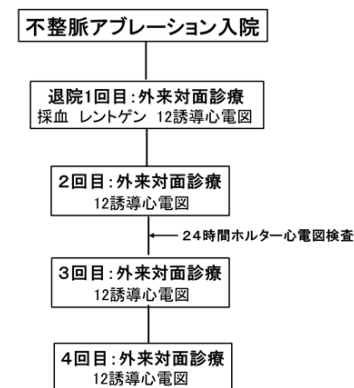 不整脈アブレーション入院
退院1回目:外来対面診療
採血 レントゲン 12誘導心電図
2回目:外来対面診療
12誘導心電図
24時間ホルター心電図検査
3回目:外来対面診療
12誘導心電図
4回目:外来対面診療
12誘導心電図